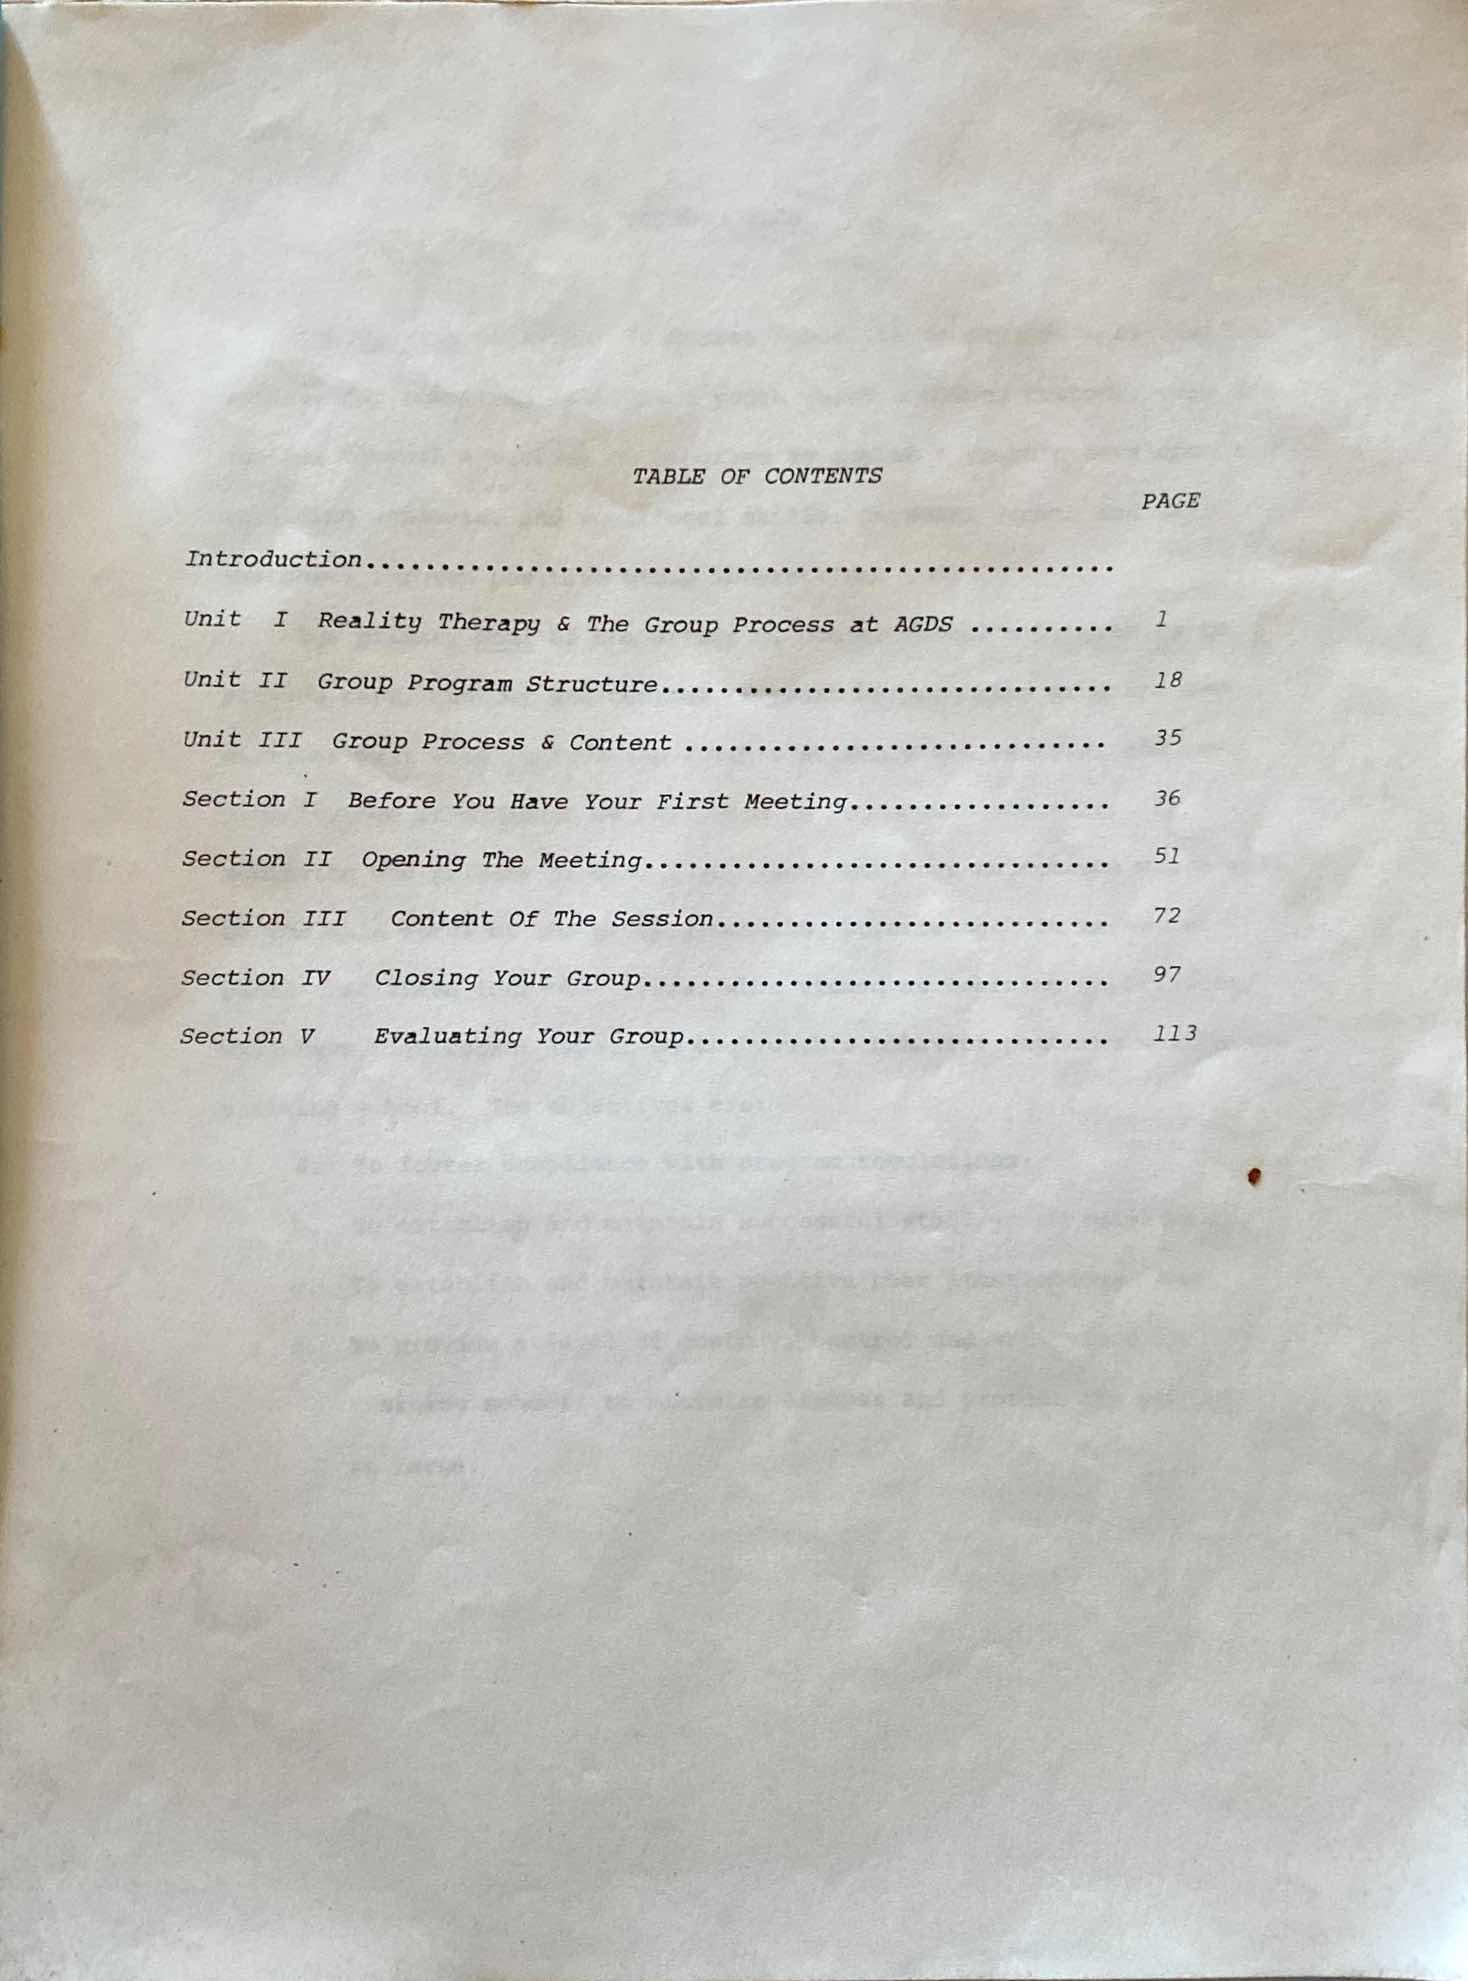 TABLE OF CONTENTS
PAGE
Introduction...................................................
Unit  I  Reality Therapy & The Group Process at AGDS .......... 1
Unit II  Group Program Structure............................... 18
Unit III  Group Process & Content ............................. 35
Section I  Before You Have Your First Meeting.................. 36
Section II  Opening The Meeting................................ 51
Section III   Content Of The Session........................... 72
Section IV   Closing Your Group................................ 97
Section V    Evaluating Your Group............................. 113